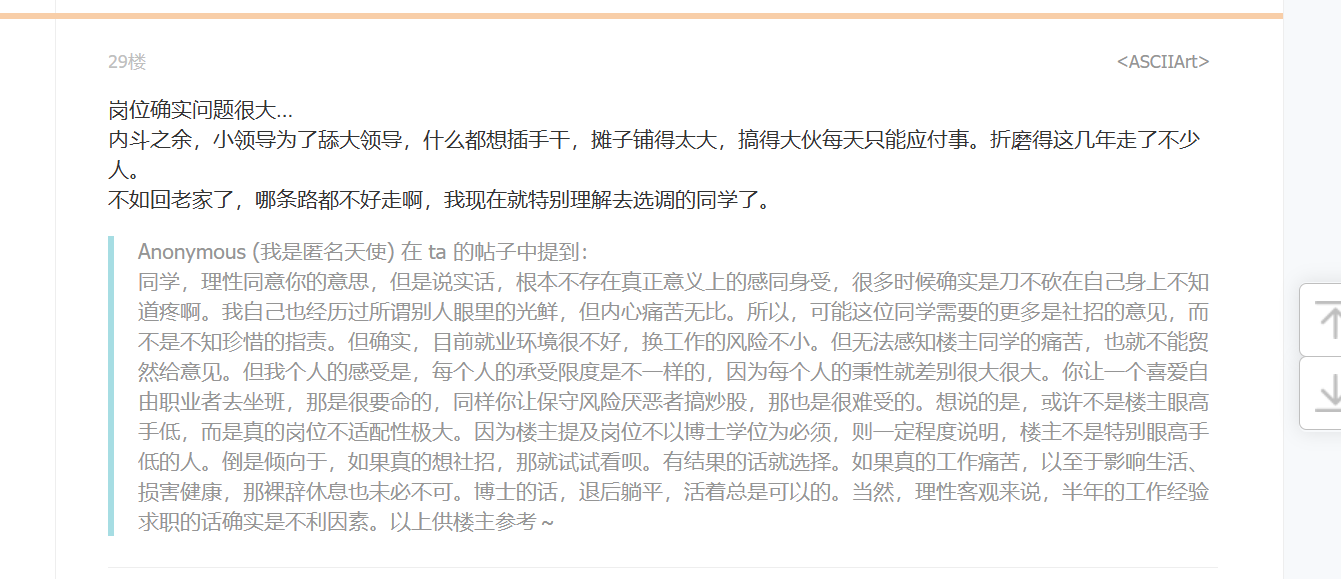 29楼
<ASCIIArt>
岗位确实问题很大...
内斗之余，小领导为了舔大领导，什么都想插手干，摊子铺得太大，搞得大伙每天只能应付事。折磨得这几年走了不少
人。
不如回老家了，哪条路都不好走啊，我现在就特别理解去选调的同学了。
Anonymous (我是匿名天使) 在 ta 的帖子中提到：
同学，理性同意你的意思，但是说实话，根本不存在真正意义上的感同身受，很多时候确实是刀不砍在自己身上不知
道疼啊。我自己也经历过所谓别人眼里的光鲜，但内心痛苦无比。所以，可能这位同学需要的更多是社招的意见，而
不是不知珍惜的指责。但确实，目前就业环境很不好，换工作的风险不小。但无法感知楼主同学的痛苦，也就不能贸
然给意见。但我个人的感受是，每个人的承受限度是不一样的，因为每个人的秉性就差别很大很大。你让一个喜爱自
由职业者去坐班，那是很要命的，同样你让保守风险厌恶者搞炒股，那也是很难受的。想说的是，或许不是楼主眼高
手低，而是真的岗位不适配性极大。因为楼主提及岗位不以博士学位为必须，则一定程度说明，楼主不是特别眼高手
低的人。倒是倾向于，如果真的想社招，那就试试看呗。有结果的话就选择。如果真的工作痛苦，以至于影响生活、
损害健康，那裸辞休息也未必不可。博士的话，退后躺平，活着总是可以的。当然，理性客观来说，半年的工作经验
求职的话确实是不利因素。以上供楼主参考～